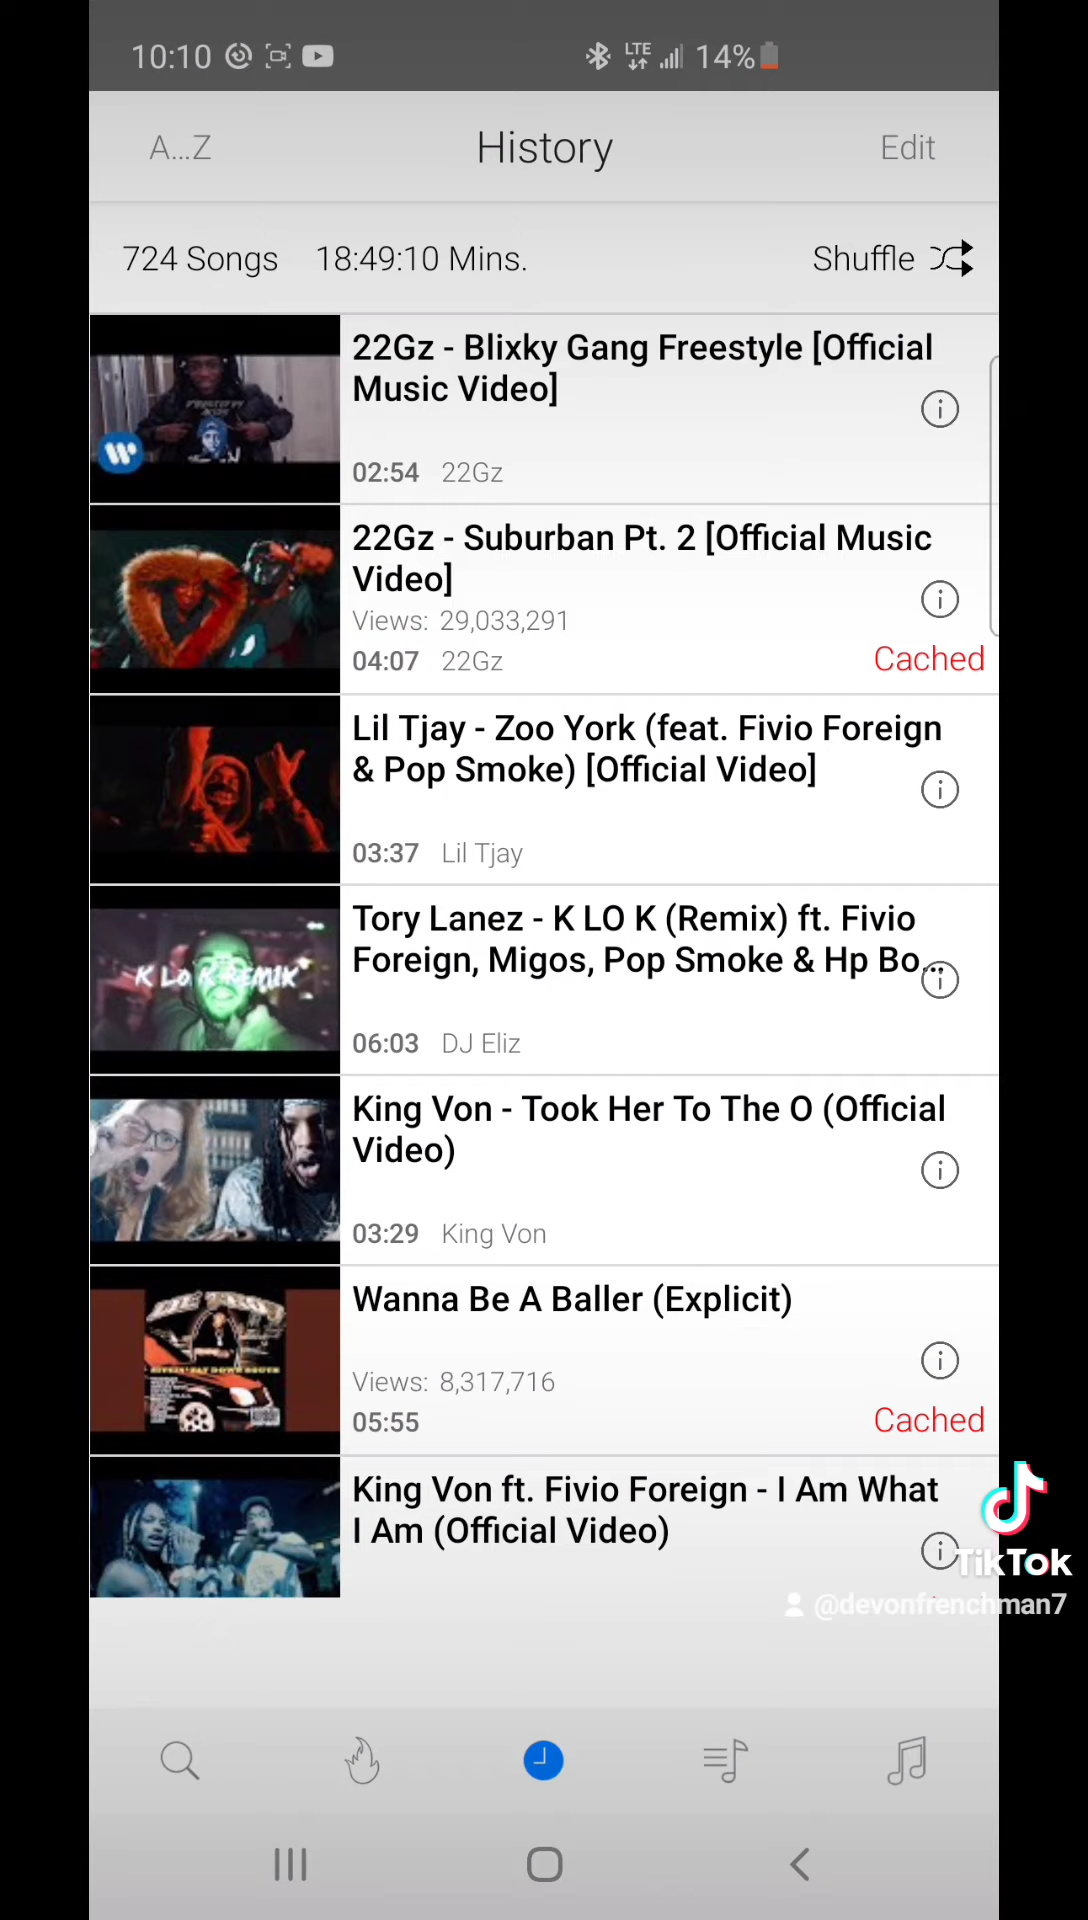 10:10 LTE 14%
A...Z History Edit
724 Songs 18:49:10 Mins. Shuffle
22Gz - Blixky Gang Freestyle [Official
Music Video]
02:54 22Gz
22Gz - Suburban Pt. 2 [Official Music
Video]
Views: 29,033,291
04:07 22Gz Cached
Lil Tjay - Zoo York (feat. Fivio Foreign
& Pop Smoke) [Official Video]
03:37 Lil Tjay
K LO K REMIX
Tory Lanez - K LO K (Remix) ft. Fivio
Foreign, Migos, Pop Smoke & Hp Bo...
06:03 DJ Eliz
King Von - Took Her To The O (Official
Video)
03:29 King Von
Wanna Be A Baller (Explicit)
Views: 8,317,716
05:55 Cached
King Von ft. Fivio Foreign - I Am What
I Am (Official Video)
TikTok
@devonfrenchman7